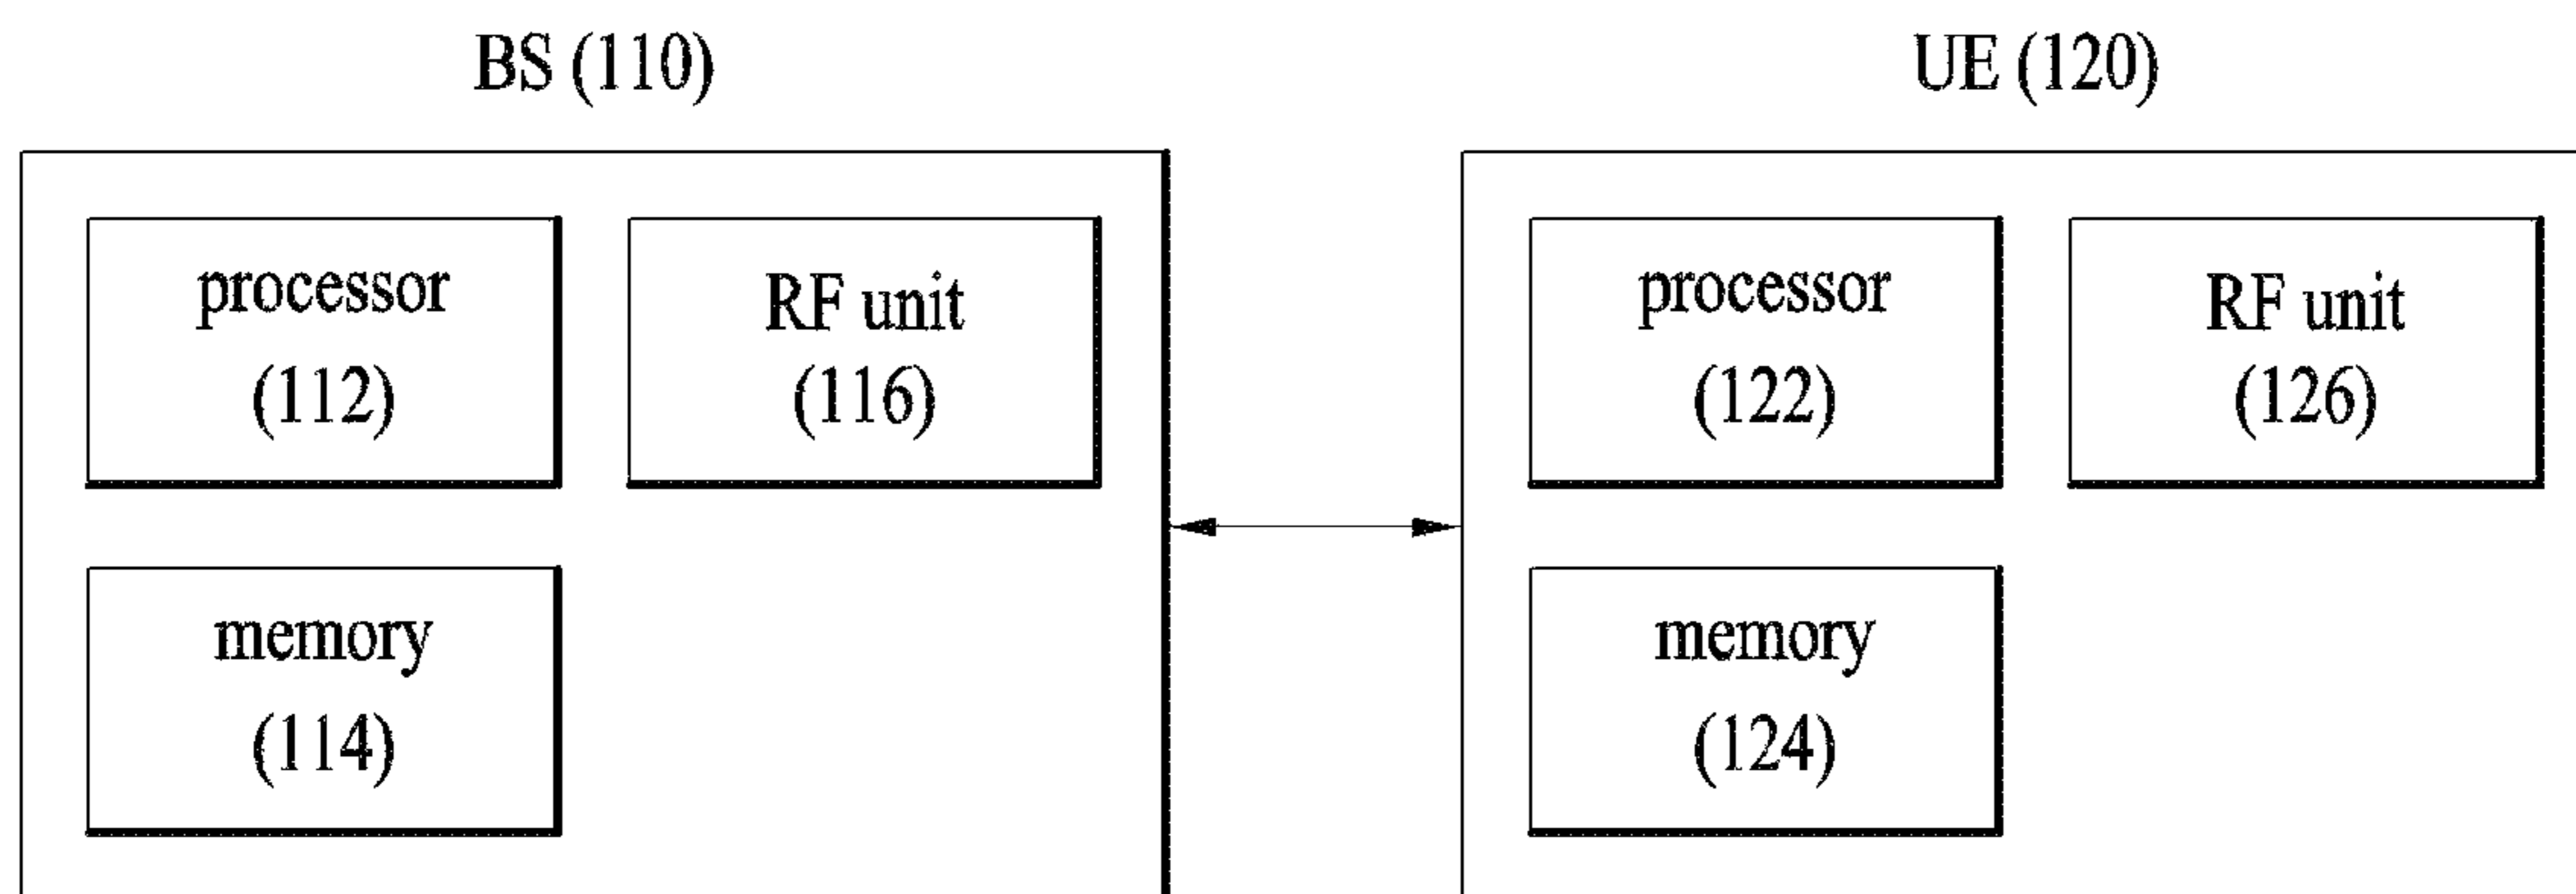 BS (110)
UE (120)
processor
(112)
RF unit
(116)
memory
(114)
processor
(122)
RF unit
(126)
memory
(124)